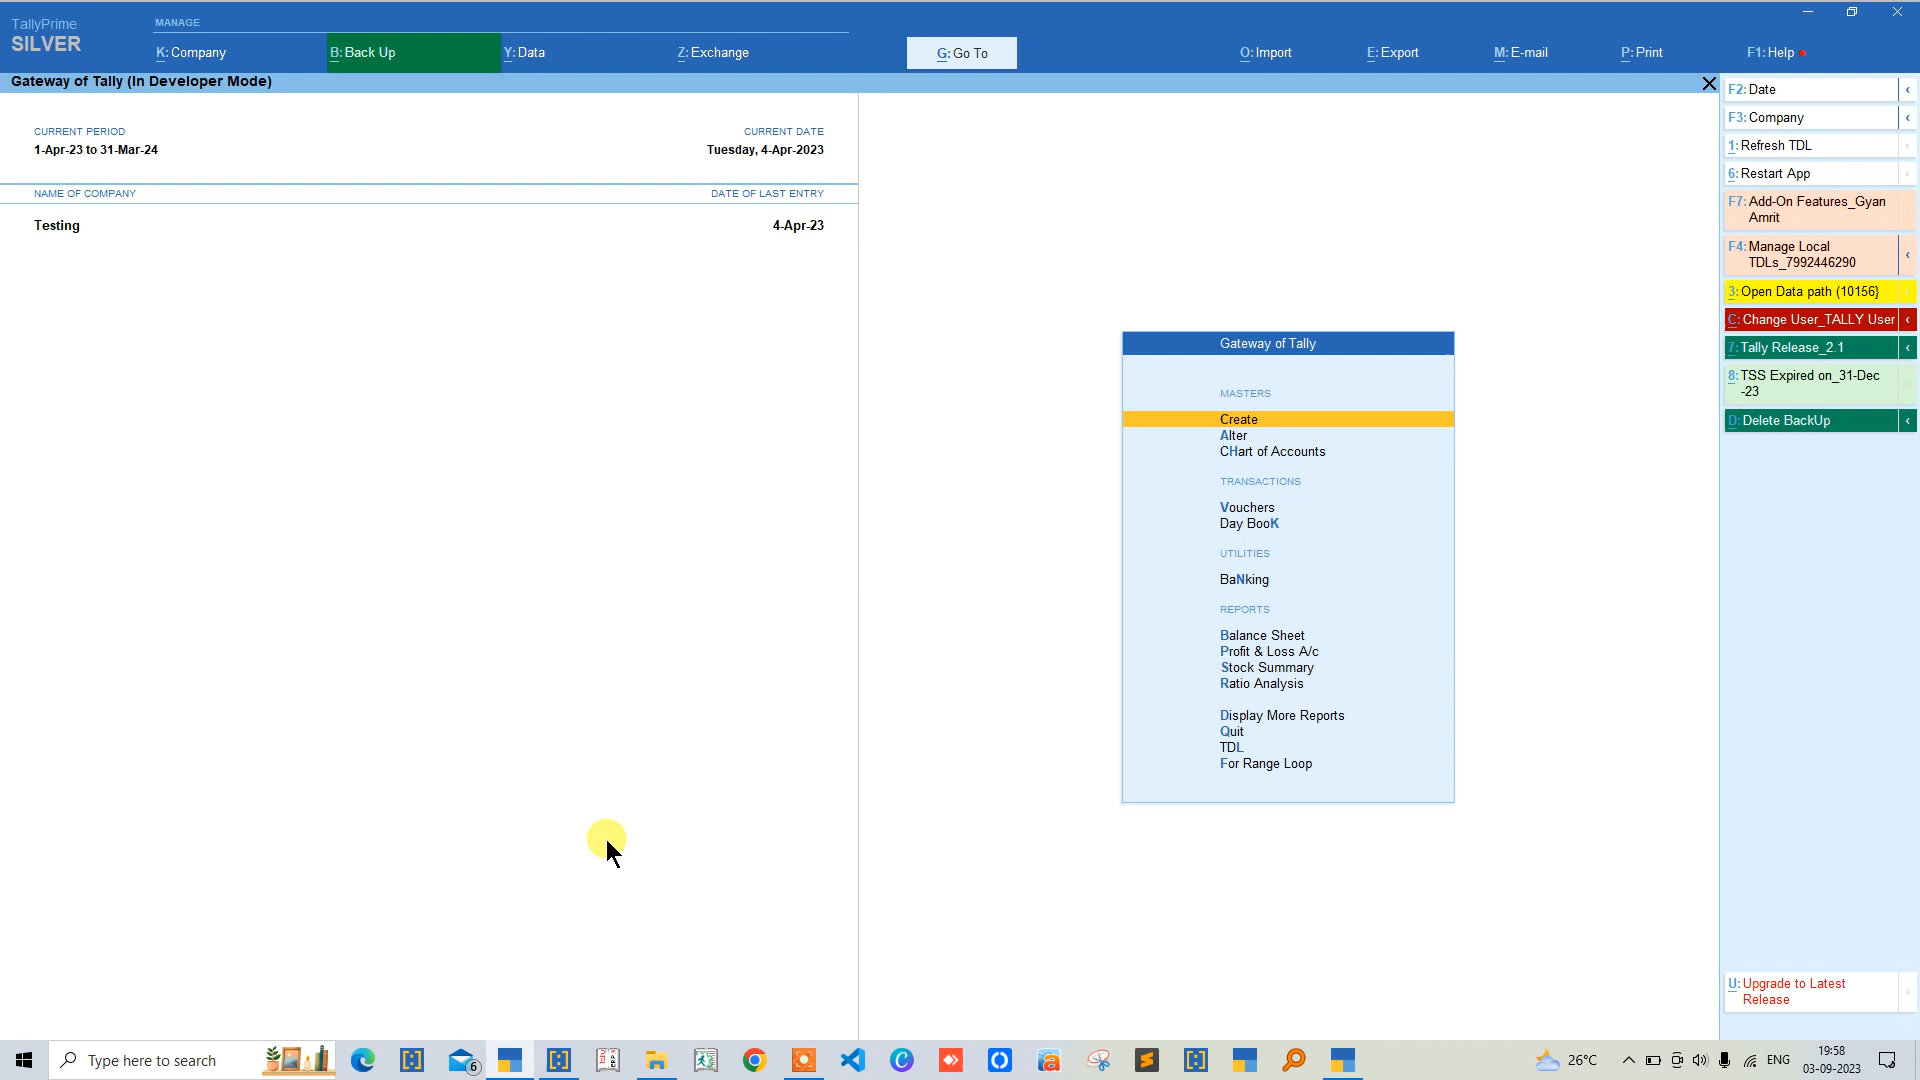 TallyPrime
SILVER
MANAGE
K: Company
B: Back Up
Y: Data
Z: Exchange
G: Go To
O: Import
E: Export
M: E-mail
P: Print
F1: Help
Gateway of Tally (In Developer Mode)
CURRENT PERIOD
1-Apr-23 to 31-Mar-24
CURRENT DATE
Tuesday, 4-Apr-2023
NAME OF COMPANY
DATE OF LAST ENTRY
Testing
4-Apr-23
Gateway of Tally
MASTERS
Create
Alter
CHart of Accounts
TRANSACTIONS
Vouchers
Day BooK
UTILITIES
BaNking
REPORTS
Balance Sheet
Profit & Loss A/c
Stock Summary
Ratio Analysis
Display More Reports
Quit
TDL
For Range Loop
F2: Date
F3: Company
1: Refresh TDL
6: Restart App
F7: Add-On Features_Gyan
Amrit
F4: Manage Local
TDLs_7992446290
3: Open Data path (10156}
C: Change User_TALLY User
7: Tally Release_2.1
8: TSS Expired on_31-Dec
-23
D: Delete BackUp
U: Upgrade to Latest
Release
Type here to search
6
26°C
ENG
19:58
03-09-2023